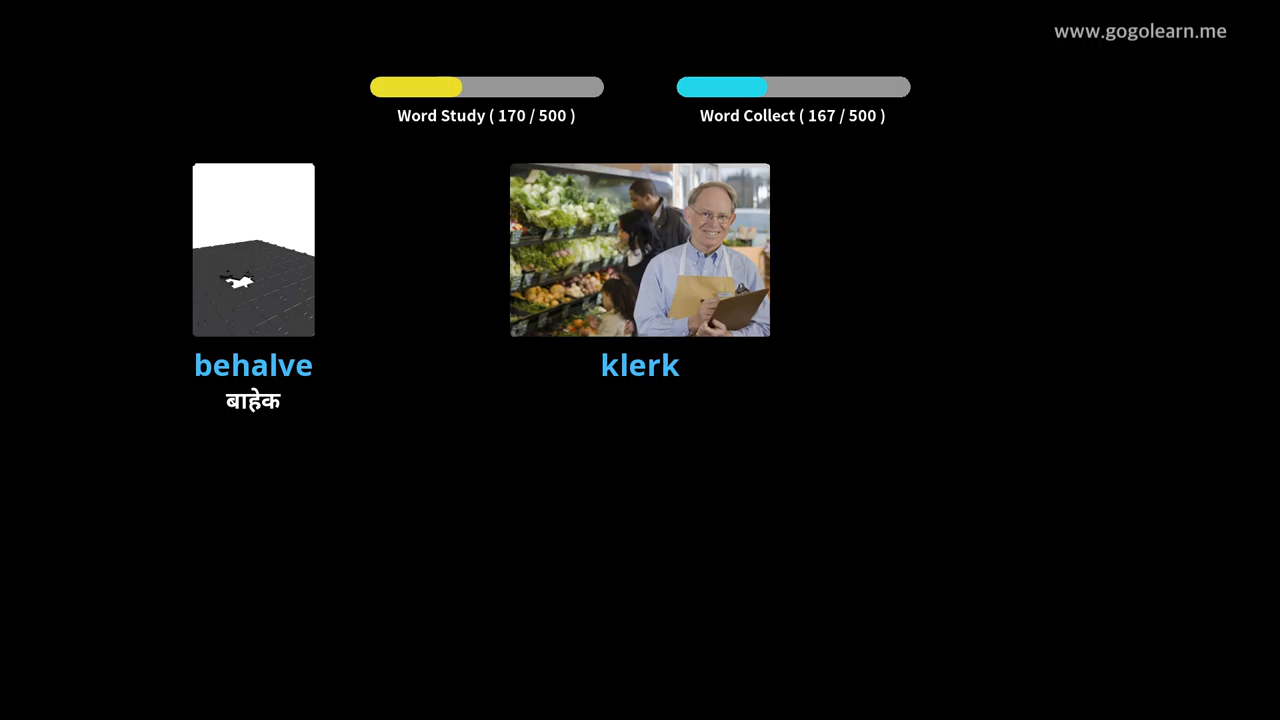 www.gogolearn.me
Word Study ( 170 / 500 )
Word Collect ( 167 / 500 )
behalve
klerk
बाहेक